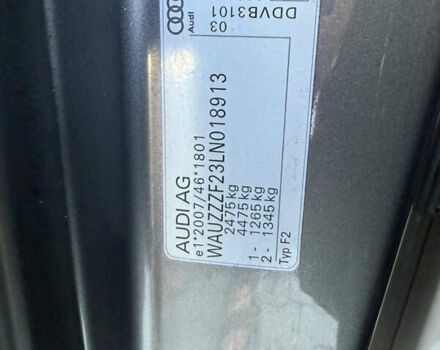 AUDI AG
e1*2007/46*1801
WAUZZZF23LN018913
2475 kg
4475 kg
1 - 1265 kg
2 - 1345 kg
Typ F2
Audi
03
DDVB3101